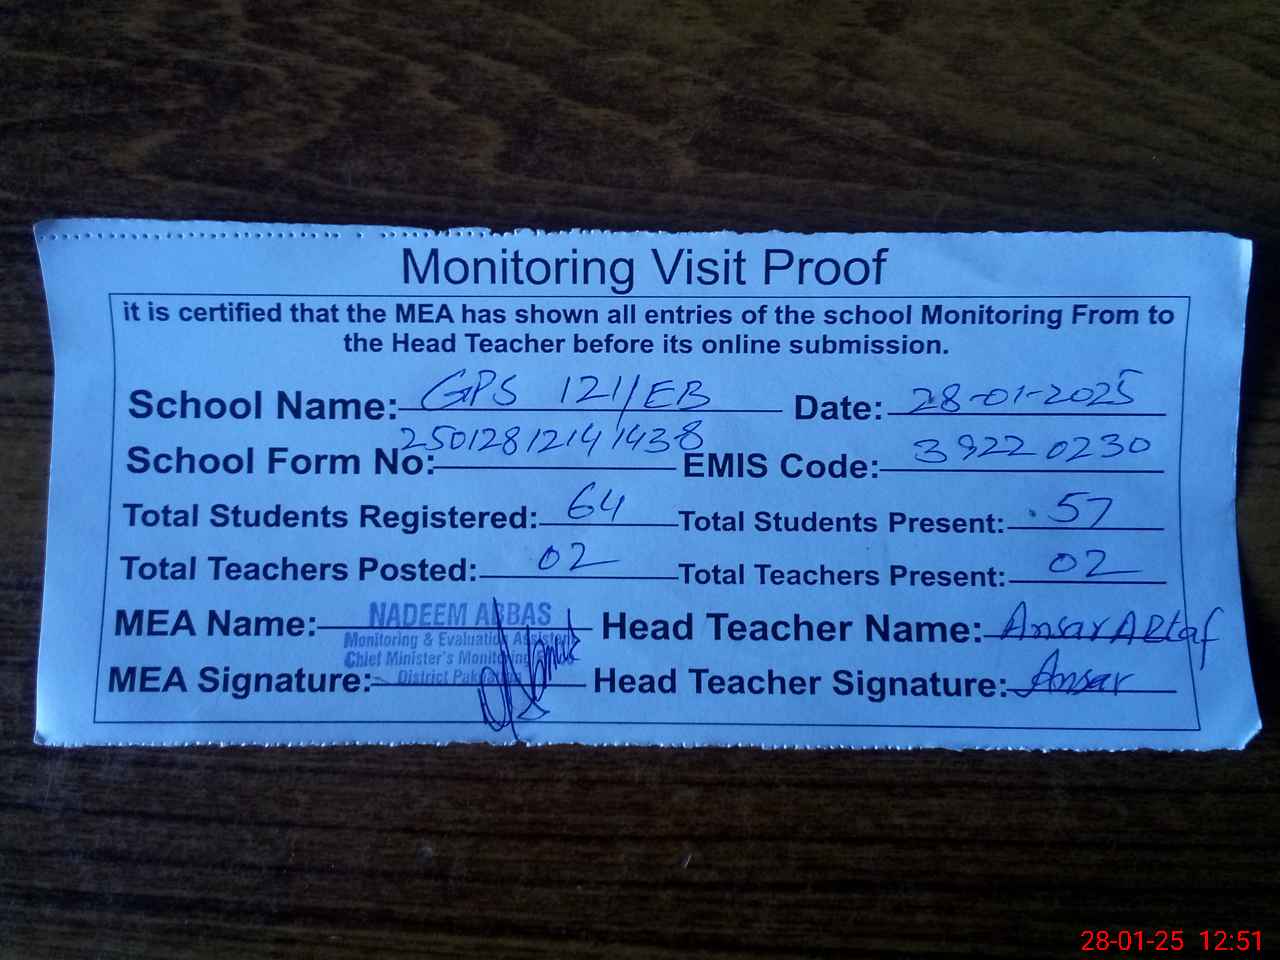 Monitoring Visit Proof
it is certified that the MEA has shown all entries of the school Monitoring From to
the Head Teacher before its online submission.
School Name: GPS 121/EB Date: 28-01-2025
School Form No: 25012812141438 EMIS Code: 39220230
Total Students Registered: 64 Total Students Present: 57
Total Teachers Posted: 02 Total Teachers Present: 02
MEA Name: NADEEM ABBAS Head Teacher Name: Ansar Altaf
Monitoring & Evaluation Assistant
Chief Minister's Monitoring
MEA Signature: Head Teacher Signature: Ansar
District Pakpattan
28-01-25 12:51